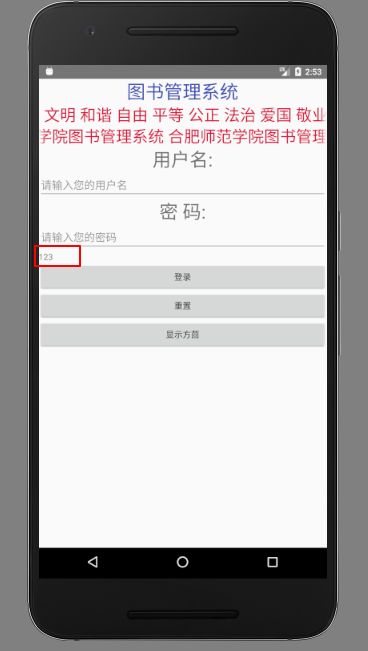 2:53
图书管理系统
文明 和谐 自由 平等 公正 法治 爱国 敬业
学院图书管理系统 合肥师范学院图书管理
用户名:
请输入您的用户名
密 码:
请输入您的密码
123
登录
重置
显示方茴